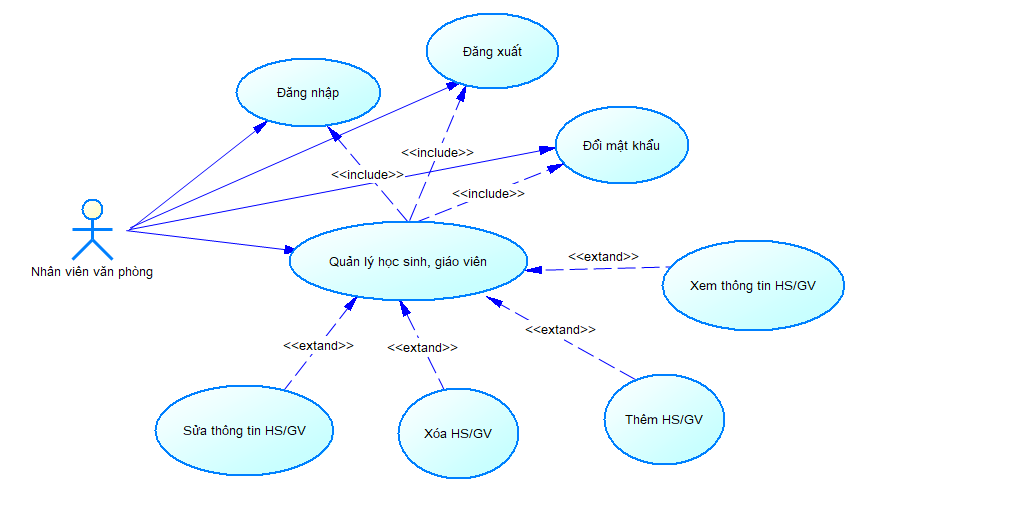 Đăng xuất
Đăng nhập
Đổi mật khẩu
<<include>>
<<include>>
<<include>>
Nhân viên văn phòng
Quản lý học sinh, giáo viên
<<extand>>
Xem thông tin HS/GV
<<extand>>
<<extand>>
<<extand>>
Sửa thông tin HS/GV
Xóa HS/GV
Thêm HS/GV